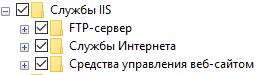 Службы IIS
FTP-сервер
Службы Интернета
Средства управления веб-сайтом